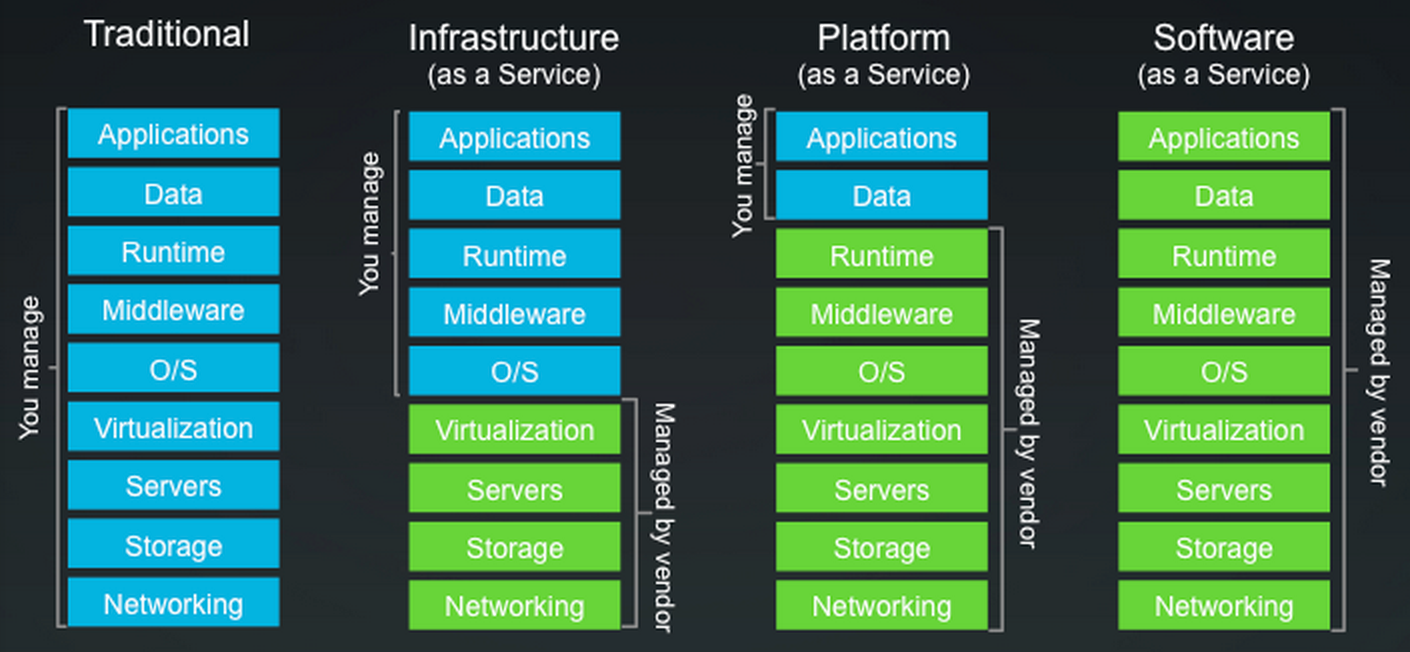 Traditional
You manage
Applications
Data
Runtime
Middleware
O/S
Virtualization
Servers
Storage
Networking
Infrastructure
(as a Service)
You manage
Applications
Data
Runtime
Middleware
O/S
Virtualization
Servers
Storage
Networking
Managed by vendor
Platform
(as a Service)
You manage
Applications
Data
Runtime
Middleware
O/S
Virtualization
Servers
Storage
Networking
Managed by vendor
Software
(as a Service)
Applications
Data
Runtime
Middleware
O/S
Virtualization
Servers
Storage
Networking
Managed by vendor